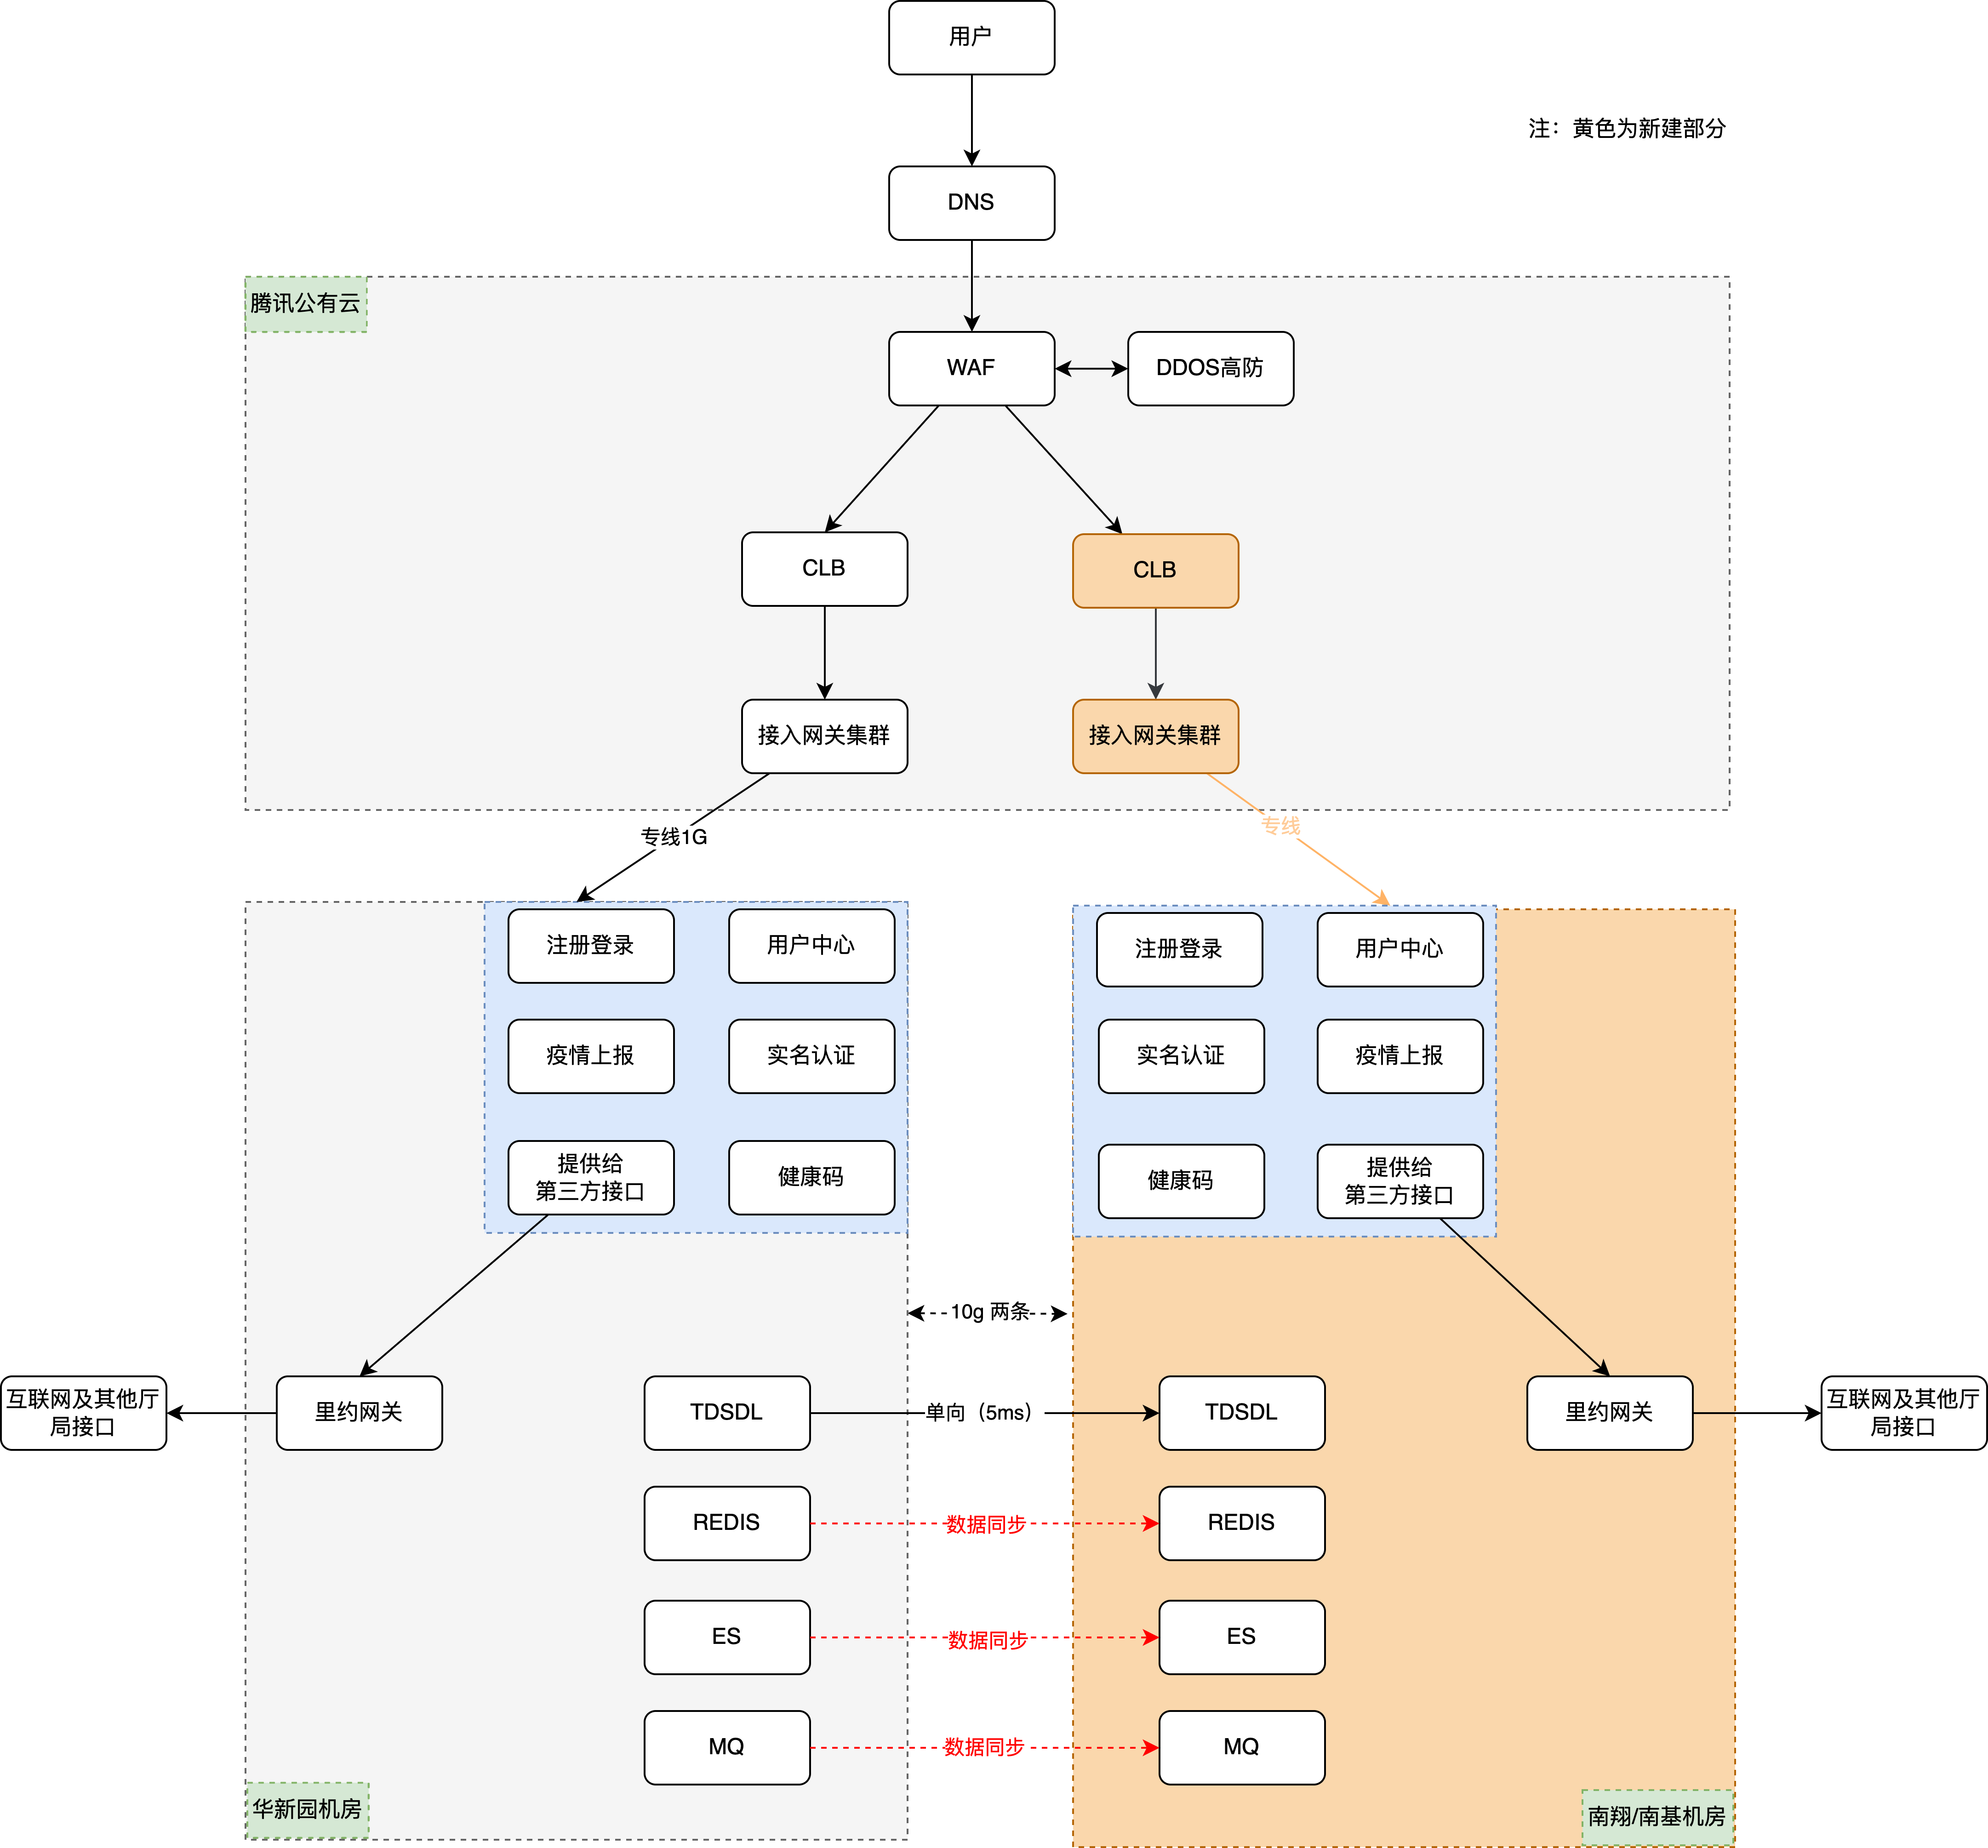 用户
注：黄色为新建部分
DNS
腾讯公有云
WAF
DDOS高防
CLB
CLB
接入网关集群
接入网关集群
专线1G
专线
注册登录
用户中心
注册登录
用户中心
疫情上报
实名认证
实名认证
疫情上报
提供给
第三方接口
健康码
健康码
提供给
第三方接口
10g 两条
互联网及其他厅
局接口
里约网关
TDSDL
单向（5ms）
TDSDL
里约网关
互联网及其他厅
局接口
REDIS
数据同步
REDIS
ES
数据同步
ES
MQ
数据同步
MQ
华新园机房
南翔/南基机房